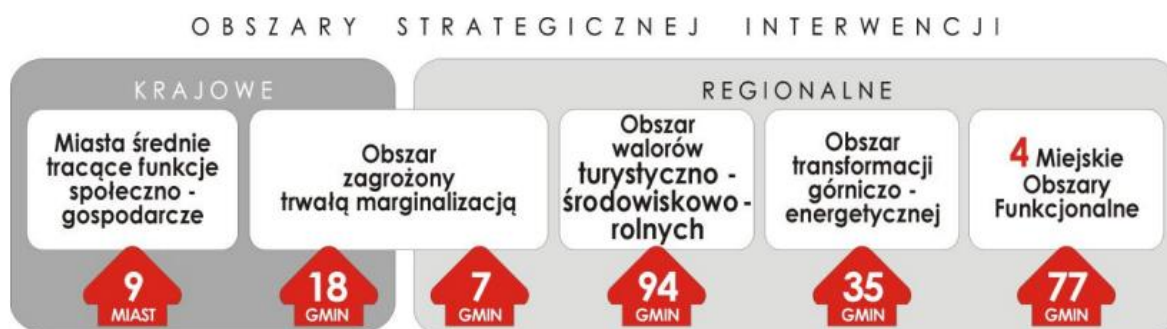 OBSZARY STRATEGICZNEJ INTERWENCJI
KRAJOWE
Miasta średnie
tracące funkcje
społeczno -
gospodarcze
9
MIAST
Obszar
zagrożony
trwałą marginalizacją
18
GMIN
REGIONALNE
7
GMIN
Obszar
walorów
turystyczno -
środowiskowo -
rolnych
94
GMIN
Obszar
transformacji
górniczo -
energetycznej
35
GMIN
4 Miejskie
Obszary
Funkcjonalne
77
GMIN